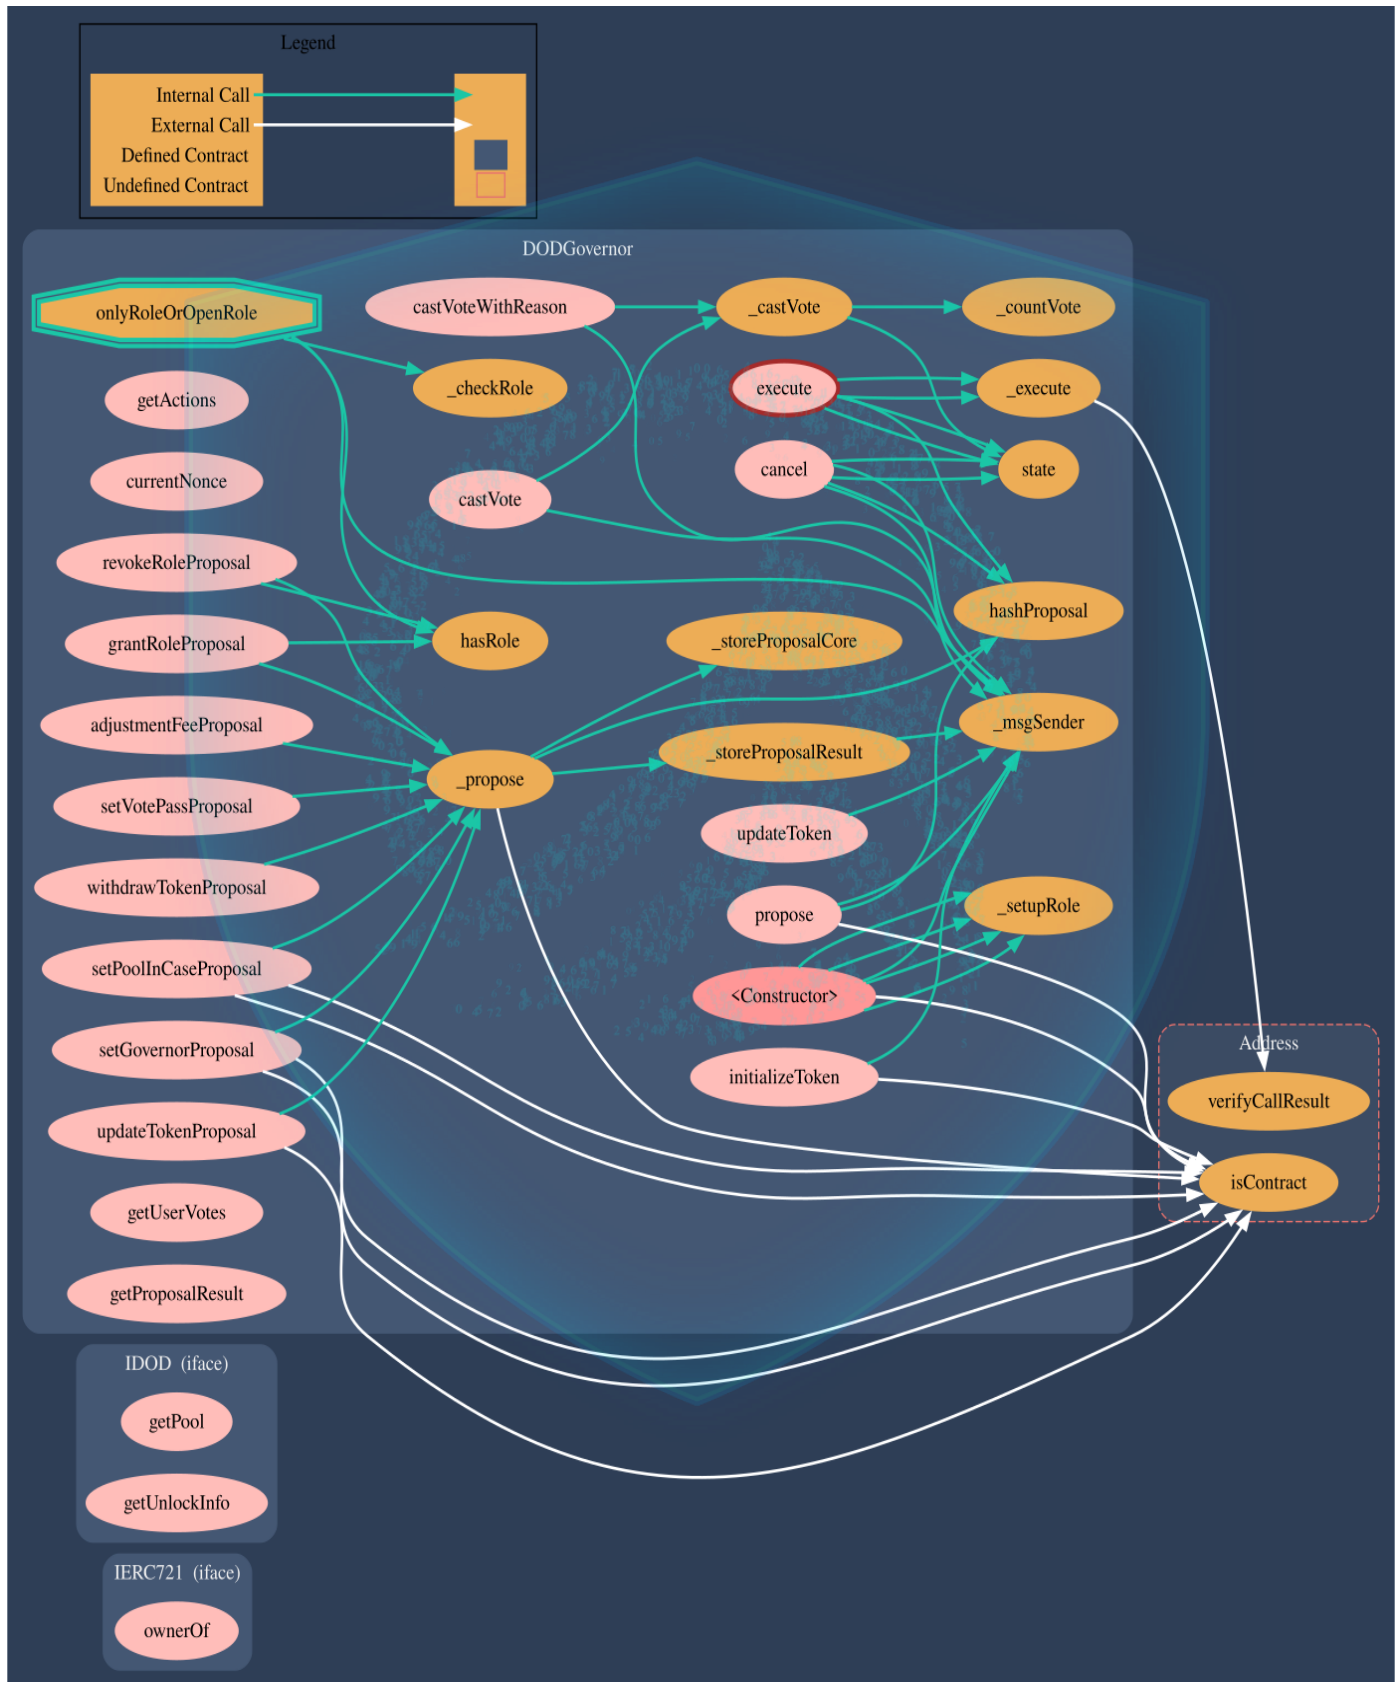 Legend
Internal Call
External Call
Defined Contract
Undefined Contract
DODGovernor
onlyRoleOrOpenRole
getActions
currentNonce
revokeRoleProposal
grantRoleProposal
adjustmentFeeProposal
setVotePassProposal
withdrawTokenProposal
setPoolInCaseProposal
setGovernorProposal
updateTokenProposal
getUserVotes
getProposalResult
castVoteWithReason
_checkRole
castVote
hasRole
_propose
_castVote
execute
cancel
_storeProposalCore
_storeProposalResult
updateToken
propose
<Constructor>
initializeToken
_countVote
_execute
state
hashProposal
_msgSender
_setupRole
Address
verifyCallResult
isContract
IDOD (iface)
getPool
getUnlockInfo
IERC721 (iface)
ownerOf